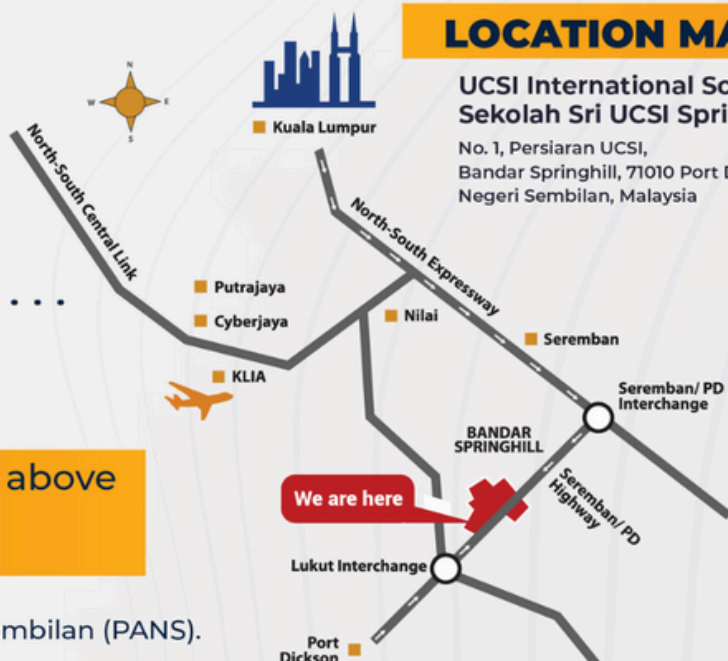 LOCATION MA
UCSI International Sc
Sekolah Sri UCSI Spri
No. 1, Persiaran UCSI,
Bandar Springhill, 71010 Port D
Negeri Sembilan, Malaysia
N
W
E
S
Kuala Lumpur
North-South Central Link
North-South Expressway
Putrajaya
Cyberjaya
Nilai
Seremban
KLIA
Seremban/ PD
Interchange
BANDAR
SPRINGHILL
Seremban/ PD
Highway
above
We are here
Lukut Interchange
mbilan (PANS).
Port
Dickson